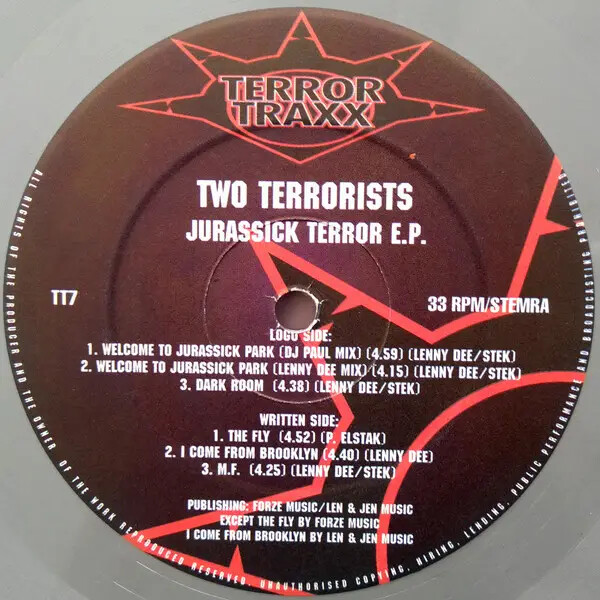 TERROR
TRAXX
TWO TERRORISTS
JURASSICK TERROR E.P.
TT7
33 RPM/STEMRA
LOGO SIDE:
1. WELCOME TO JURASSICK PARK (DJ PAUL MIX) (4.59) (LENNY DEE/STEK)
2. WELCOME TO JURASSICK PARK (LENNY DEE MIX) (4.15) (LENNY DEE/STEK)
3. DARK ROOM (4.38) (LENNY DEE/STEK)
WRITTEN SIDE:
1. THE FLY (4.52) (P. ELSTAK)
2. I COME FROM BROOKLYN (4.40) (LENNY DEE)
3. M.F. (4.25) (LENNY DEE/STEK)
PUBLISHING; FORZE MUSIC/LEN & JEN MUSIC
EXCEPT THE FLY BY FORZE MUSIC
I COME FROM BROOKLYN BY LEN & JEN MUSIC
ALL RIGHTS OF THE PRODUCER AND THE OWNER OF THE WORK REPRODUCED RESERVED. UNAUTHORISED COPYING, HIRING, LENDING, PUBLIC PERFORMANCE AND BROADCASTING PROHIBITED